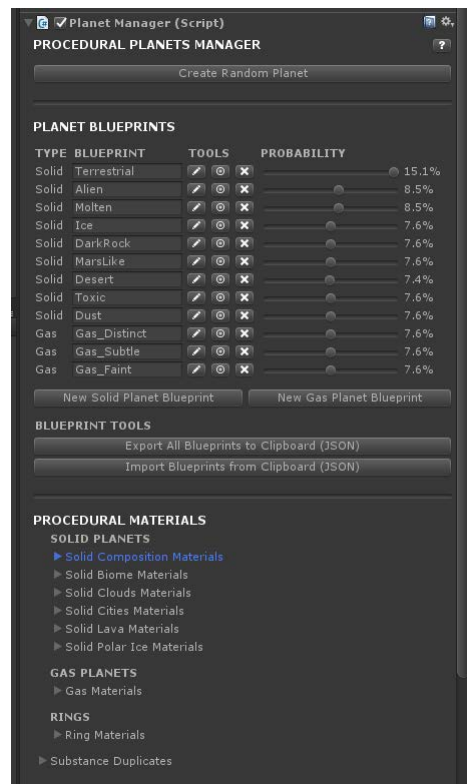 Planet Manager (Script)
PROCEDURAL PLANETS MANAGER ?
Create Random Planet
PLANET BLUEPRINTS
TYPE BLUEPRINT TOOLS PROBABILITY
Solid Terrestrial 15.1%
Solid Alien 8.5%
Solid Molten 8.5%
Solid Ice 7.6%
Solid DarkRock 7.6%
Solid MarsLike 7.6%
Solid Desert 7.4%
Solid Toxic 7.6%
Solid Dust 7.6%
Gas Gas_Distinct 7.6%
Gas Gas_Subtle 7.6%
Gas Gas_Faint 7.6%
New Solid Planet Blueprint New Gas Planet Blueprint
BLUEPRINT TOOLS
Export All Blueprints to Clipboard (JSON)
Import Blueprints from Clipboard (JSON)
PROCEDURAL MATERIALS
SOLID PLANETS
Solid Composition Materials
Solid Biome Materials
Solid Clouds Materials
Solid Cities Materials
Solid Lava Materials
Solid Polar Ice Materials
GAS PLANETS
Gas Materials
RINGS
Ring Materials
Substance Duplicates